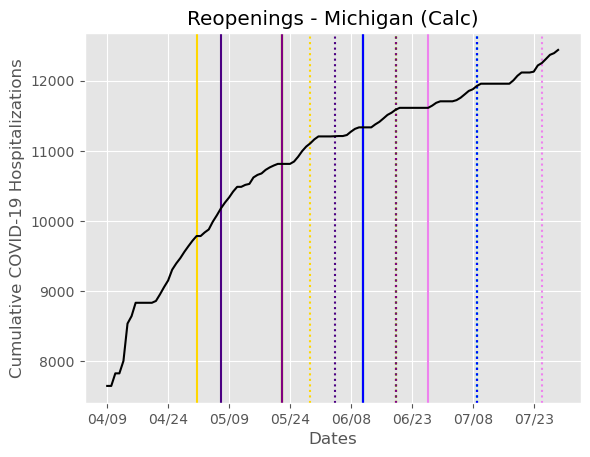 Reopenings - Michigan (Calc)
Cumulative COVID-19 Hospitalizations
12000
11000
10000
9000
8000
04/09 04/24 05/09 05/24 06/08 06/23 07/08 07/23
Dates